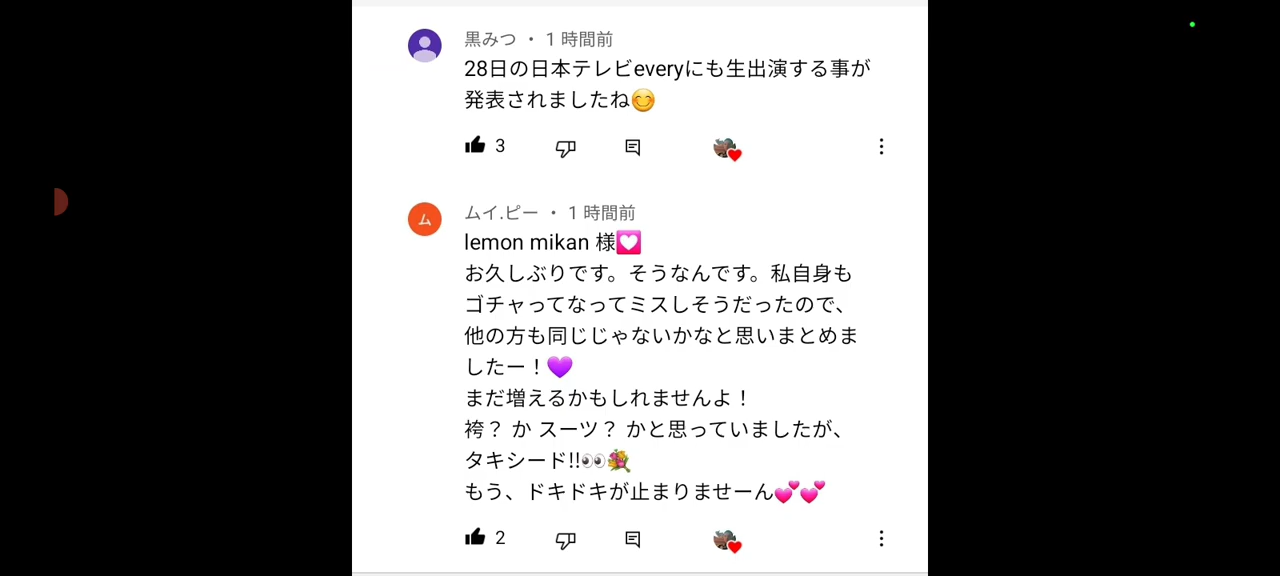 黒みつ ・ 1 時間前
28日の日本テレビeveryにも生出演する事が
発表されましたね😊
3
ム
ムイ.ピー ・ 1 時間前
lemon mikan 様💟
お久しぶりです。そうなんです。私自身も
ゴチャってなってミスしそうだったので、
他の方も同じじゃないかなと思いまとめま
したー！💜
まだ増えるかもしれませんよ！
袴？ か スーツ？ かと思っていましたが、
タキシード!!👀💐
もう、ドキドキが止まりませーん💕💕
2